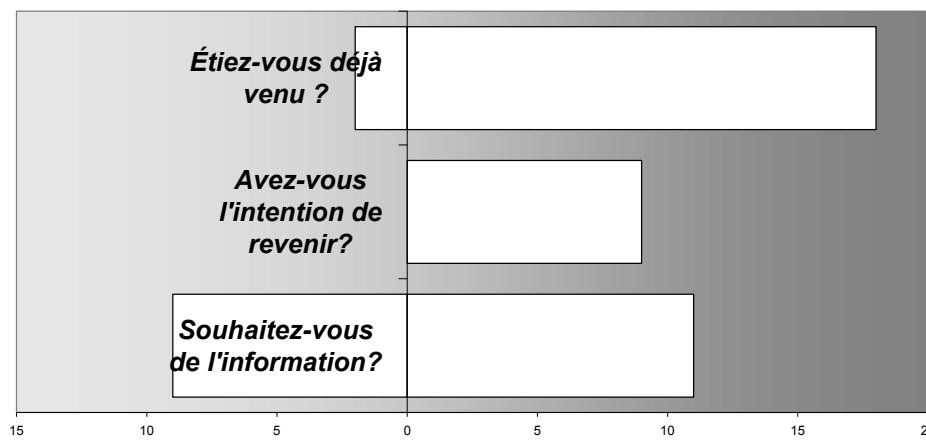 Étiez-vous déjà
venu ?
Avez-vous
l'intention de
revenir?
Souhaitez-vous
de l'information?
15 10 5 0 5 10 15 2